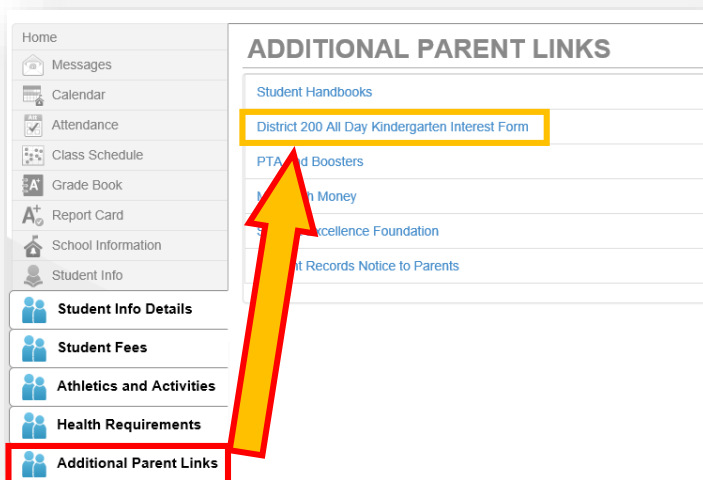 Home
Messages
Calendar
Attendance
Class Schedule
Grade Book
Report Card
School Information
Student Info
Student Info Details
Student Fees
Athletics and Activities
Health Requirements
Additional Parent Links
ADDITIONAL PARENT LINKS
Student Handbooks
District 200 All Day Kindergarten Interest Form
PTA and Boosters
Money
Excellence Foundation
Records Notice to Parents